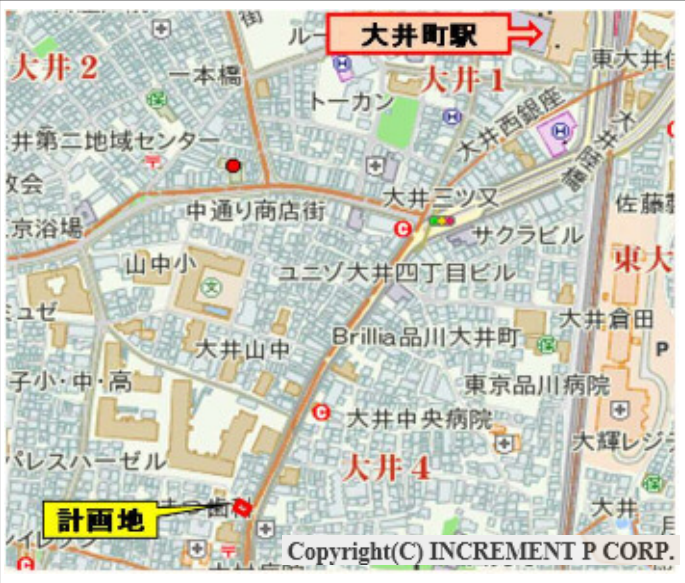 大井町駅
街
ルー
大井2
大井1
東大井住
一本橋
トーカン
大井西銀座
大井陸橋
井第二地域センター
教会
大井三ツ又
佐藤
中通り商店街
京浴場
サクラビル
東大
山中小
ユニゾ大井四丁目ビル
文
ミュゼ
大井倉田
Brillia品川大井町
大井山中
P
子小・中・高
東京品川病院
大井中央病院
大輝レジ
パレスハーゼル
大井4
計画地
大井
Copyright(C) INCREMENT P CORP.